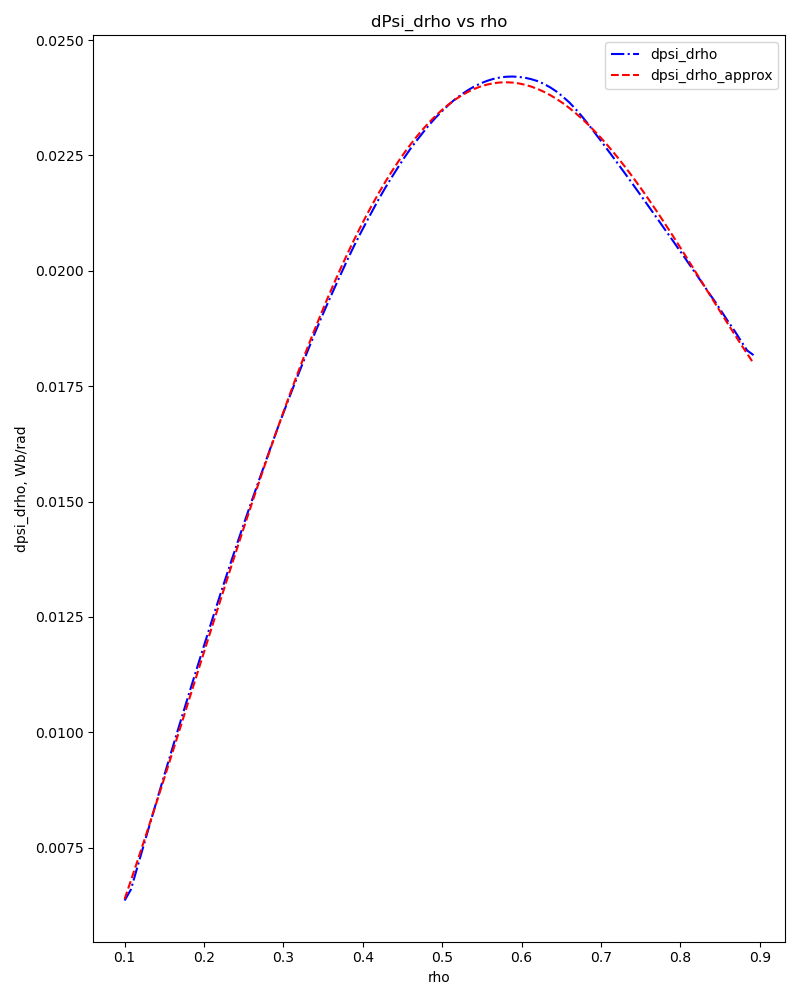 dPsi_drho vs rho
dpsi_drho
dpsi_drho_approx
dpsi_drho, Wb/rad
0.0250
0.0225
0.0200
0.0175
0.0150
0.0125
0.0100
0.0075
0.1 0.2 0.3 0.4 0.5 0.6 0.7 0.8 0.9
rho